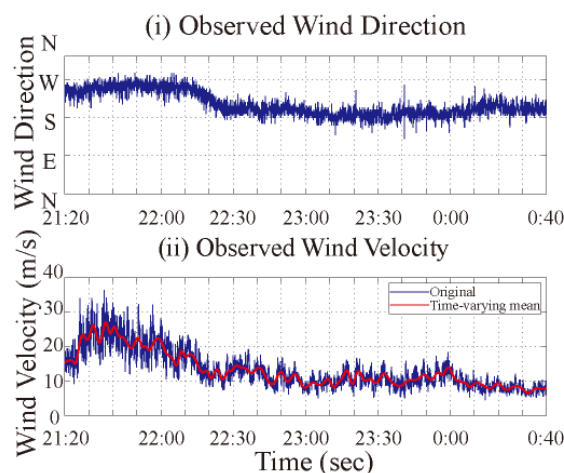 (i) Observed Wind Direction
Wind Direction
N
W
S
E
N
21:20 22:00 22:30 23:00 23:30 0:00 0:40
(ii) Observed Wind Velocity
Wind Velocity (m/s)
40
30
20
10
0
Original
Time-varying mean
21:20 22:00 22:30 23:00 23:30 0:00 0:40
Time (sec)